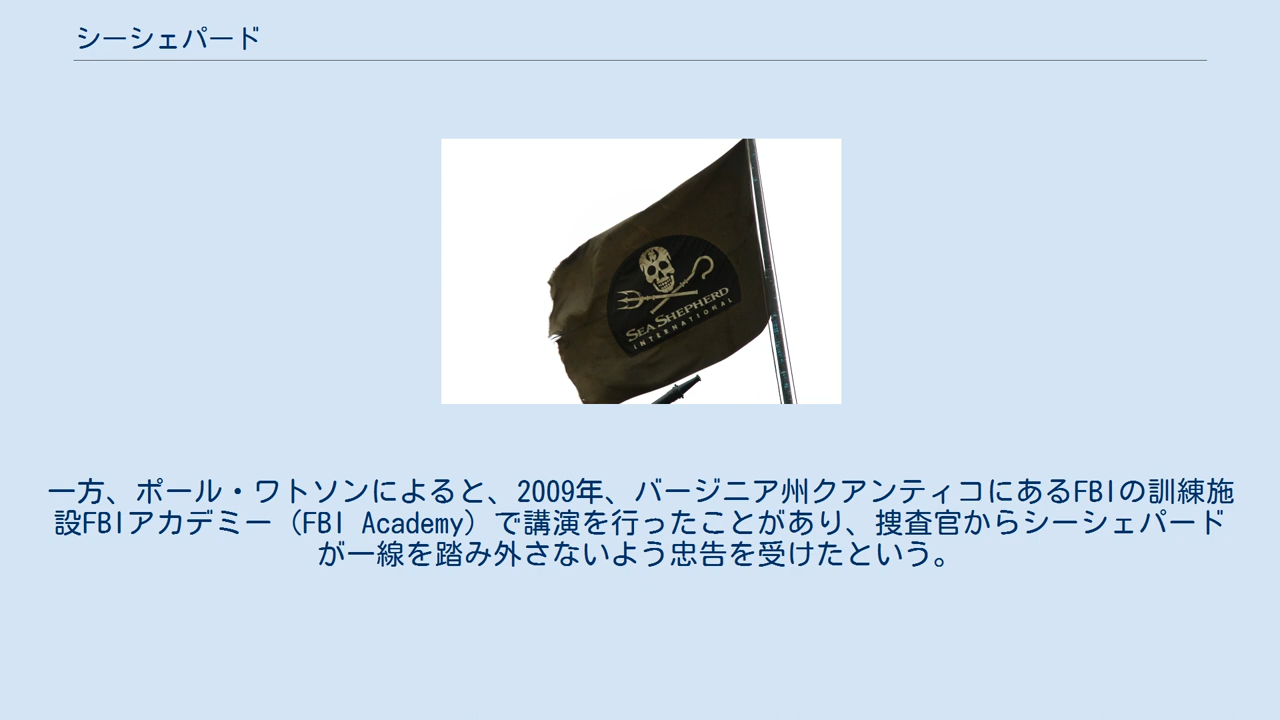 シーシェパード
SEA SHEPHERD
INTERNATIONAL
一方、ポール・ワトソンによると、2009年、バージニア州クアンティコにあるFBIの訓練施
設FBIアカデミー（FBI Academy）で講演を行ったことがあり、捜査官からシーシェパード
が一線を踏み外さないよう忠告を受けたという。